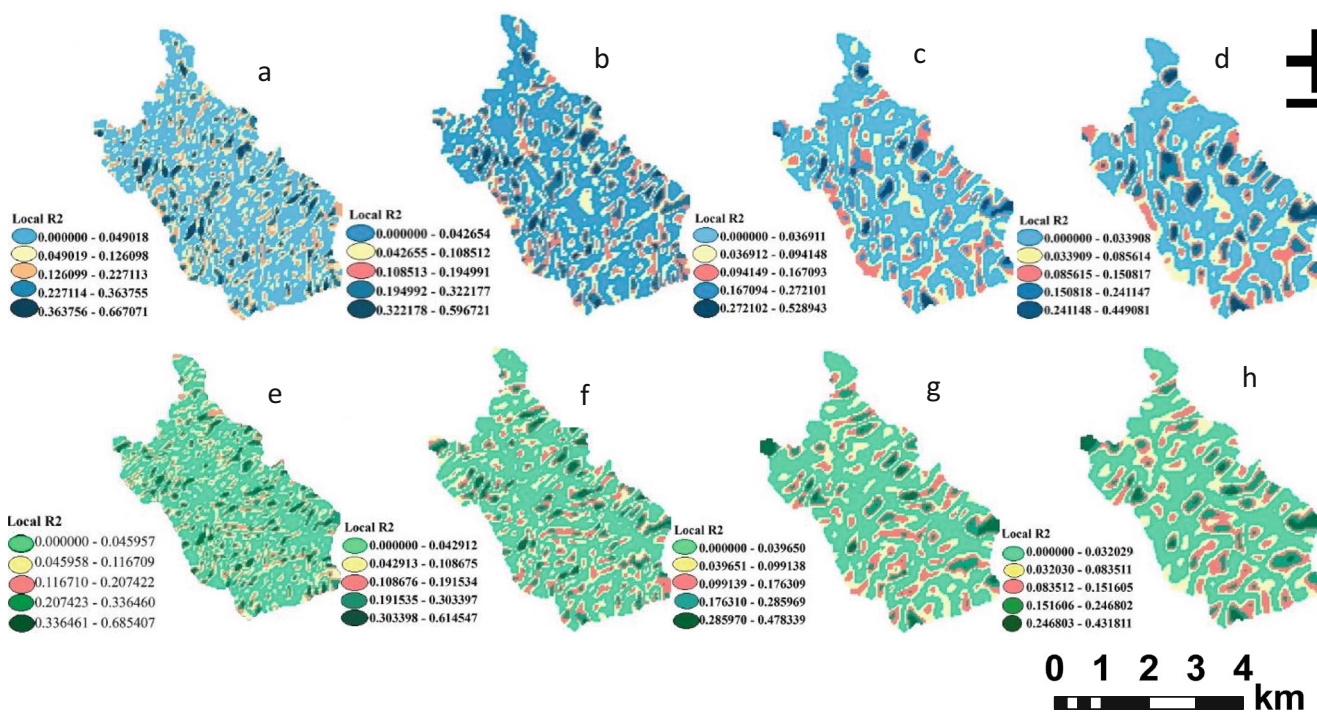 a
b
c
d
Local R2
0.000000 - 0.049018
0.049019 - 0.126098
0.126099 - 0.227113
0.227114 - 0.363755
0.363756 - 0.667071
Local R2
0.000000 - 0.042654
0.042655 - 0.108512
0.108513 - 0.194991
0.194992 - 0.322177
0.322178 - 0.596721
Local R2
0.000000 - 0.036911
0.036912 - 0.094148
0.094149 - 0.167093
0.167094 - 0.272101
0.272102 - 0.528943
Local R2
0.000000 - 0.033908
0.033909 - 0.085614
0.085615 - 0.150817
0.150818 - 0.241147
0.241148 - 0.449081
e
f
g
h
Local R2
0.000000 - 0.045957
0.045958 - 0.116709
0.116710 - 0.207422
0.207423 - 0.336460
0.336461 - 0.685407
Local R2
0.000000 - 0.042912
0.042913 - 0.108675
0.108676 - 0.191534
0.191535 - 0.303397
0.303398 - 0.614547
Local R2
0.000000 - 0.039650
0.039651 - 0.099138
0.099139 - 0.176309
0.176310 - 0.285969
0.285970 - 0.478339
Local R2
0.000000 - 0.032029
0.032030 - 0.083511
0.083512 - 0.151605
0.151606 - 0.246802
0.246803 - 0.431811
0 1 2 3 4
km